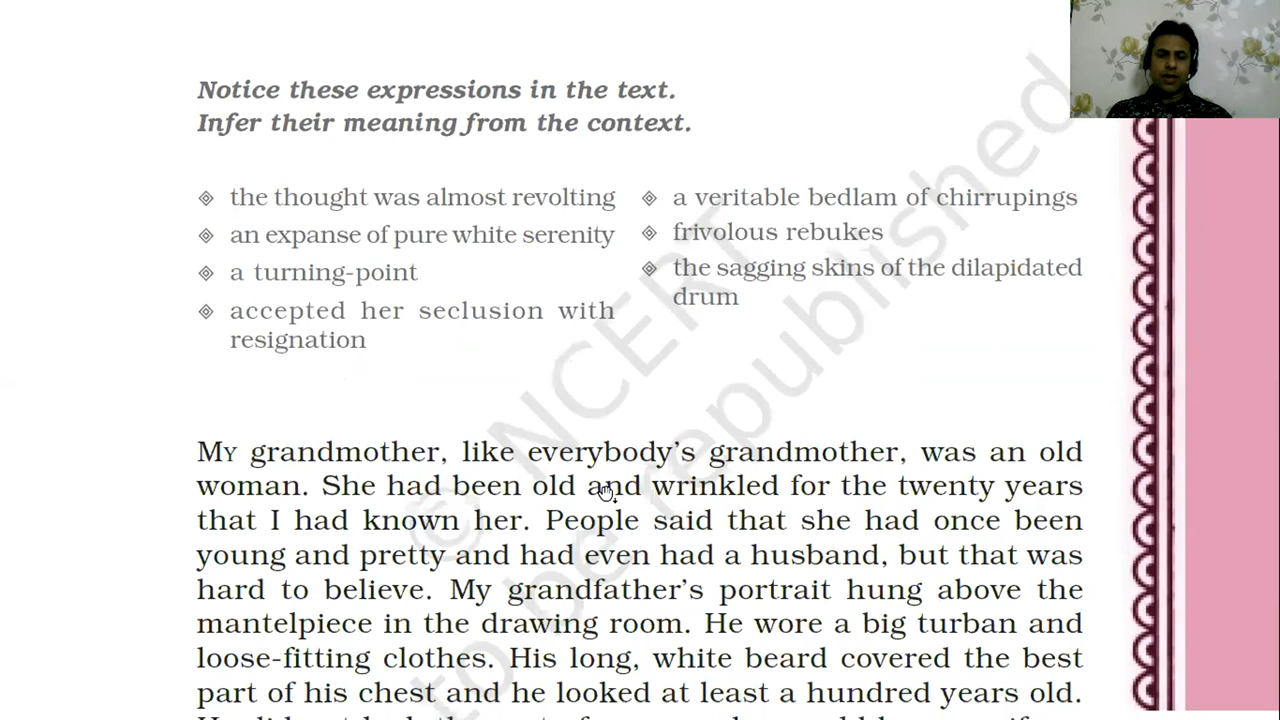 Notice these expressions in the text.
Infer their meaning from the context.
the thought was almost revolting
an expanse of pure white serenity
a turning-point
accepted her seclusion with
resignation
a veritable bedlam of chirrupings
frivolous rebukes
the sagging skins of the dilapidated
drum
My grandmother, like everybody's grandmother, was an old
woman. She had been old and wrinkled for the twenty years
that I had known her. People said that she had once been
young and pretty and had even had a husband, but that was
hard to believe. My grandfather's portrait hung above the
mantelpiece in the drawing room. He wore a big turban and
loose-fitting clothes. His long, white beard covered the best
part of his chest and he looked at least a hundred years old.
© NCERT
to be republished